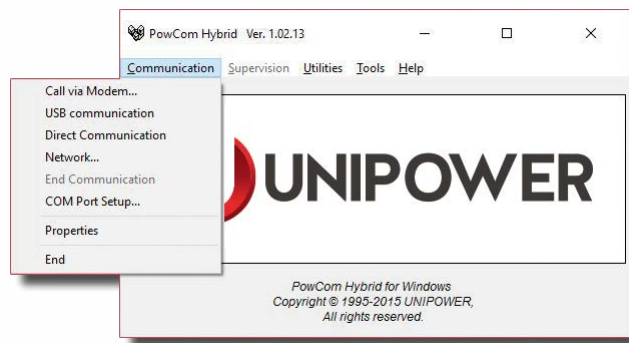 PowCom Hybrid Ver. 1.02.13
Communication Supervision Utilities Tools Help
Call via Modem...
USB communication
Direct Communication
Network...
End Communication
COM Port Setup...
Properties
End
UNIPOWER
PowCom Hybrid for Windows
Copyright © 1995-2015 UNIPOWER,
All rights reserved.